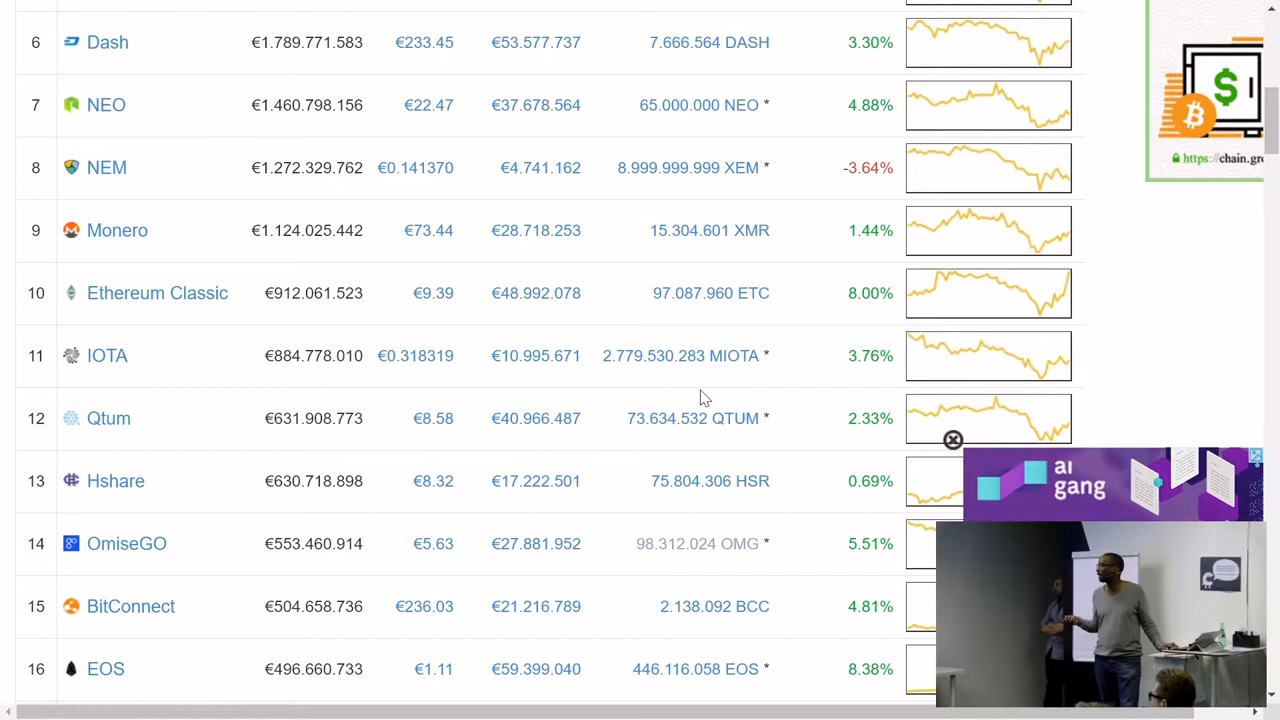 6 Dash €1.789.771.583 €233.45 €53.577.737 7.666.564 DASH 3.30%
7 NEO €1.460.798.156 €22.47 €37.678.564 65.000.000 NEO * 4.88%
8 NEM €1.272.329.762 €0.141370 €4.741.162 8.999.999.999 XEM * -3.64%
9 Monero €1.124.025.442 €73.44 €28.718.253 15.304.601 XMR 1.44%
10 Ethereum Classic €912.061.523 €9.39 €48.992.078 97.087.960 ETC 8.00%
11 IOTA €884.778.010 €0.318319 €10.995.671 2.779.530.283 MIOTA * 3.76%
12 Qtum €631.908.773 €8.58 €40.966.487 73.634.532 QTUM * 2.33%
13 Hshare €630.718.898 €8.32 €17.222.501 75.804.306 HSR 0.69%
14 OmiseGO €553.460.914 €5.63 €27.881.952 98.312.024 OMG * 5.51%
15 BitConnect €504.658.736 €236.03 €21.216.789 2.138.092 BCC 4.81%
16 EOS €496.660.733 €1.11 €59.399.040 446.116.058 EOS * 8.38%
$
https://chain.gro
ai
gang